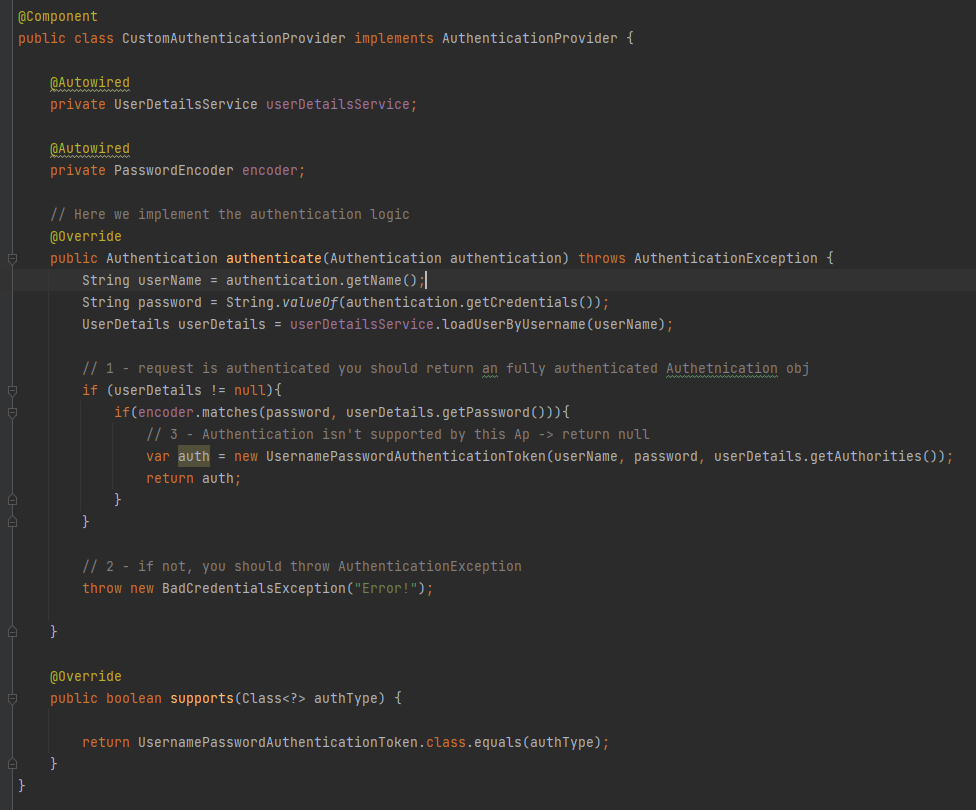 @Component
public class CustomAuthenticationProvider implements AuthenticationProvider {
@Autowired
private UserDetailsService userDetailsService;
@Autowired
private PasswordEncoder encoder;
// Here we implement the authentication logic
@Override
public Authentication authenticate(Authentication authentication) throws AuthenticationException {
String userName = authentication.getName();
String password = String.valueOf(authentication.getCredentials());
UserDetails userDetails = userDetailsService.loadUserByUsername(userName);
// 1 - request is authenticated you should return an fully authenticated Authetnication obj
if (userDetails != null){
if(encoder.matches(password, userDetails.getPassword())){
// 3 - Authentication isn't supported by this Ap -> return null
var auth = new UsernamePasswordAuthenticationToken(userName, password, userDetails.getAuthorities());
return auth;
}
}
// 2 - if not, you should throw AuthenticationException
throw new BadCredentialsException("Error!");
}
@Override
public boolean supports(Class<?> authType) {
return UsernamePasswordAuthenticationToken.class.equals(authType);
}
}